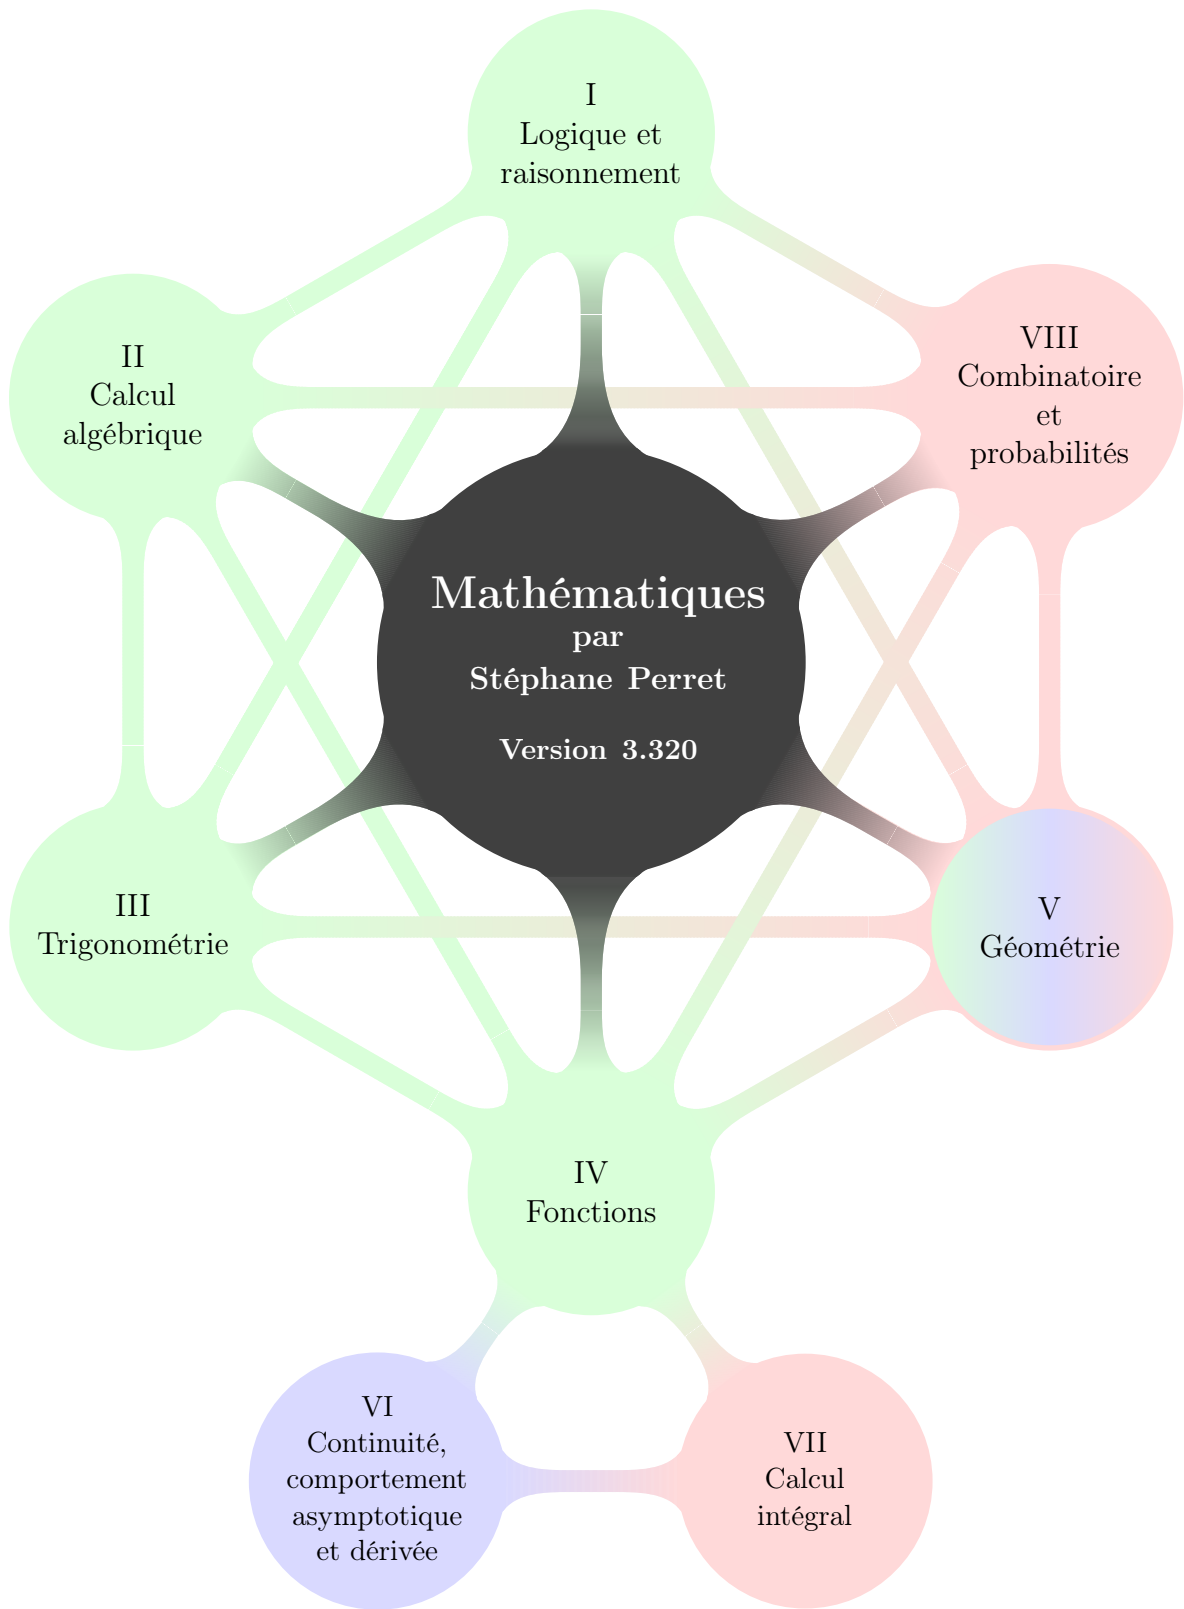 I
Logique et
raisonnement
II
Calcul
algébrique
VIII
Combinatoire
et
probabilités
Mathématiques
par
Stéphane Perret
Version 3.320
III
Trigonométrie
V
Géométrie
IV
Fonctions
VI
Continuité,
comportement
asymptotique
et dérivée
VII
Calcul
intégral